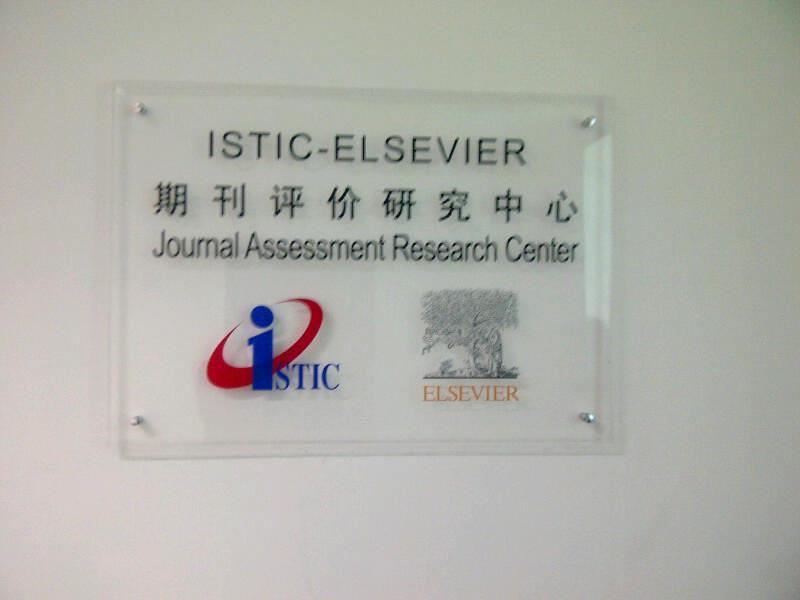 ISTIC-ELSEVIER
期刊评价研究中心
Journal Assessment Research Center
iSTIC
ELSEVIER